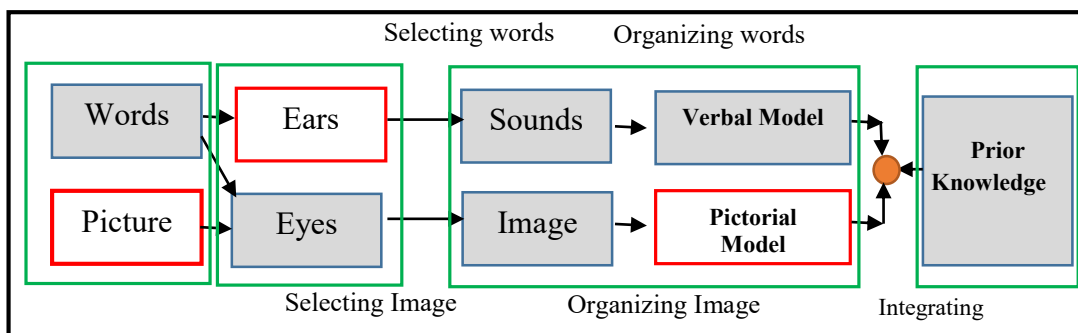 Selecting words Organizing words
Words Ears Sounds Verbal Model Prior
Knowledge
Picture Eyes Image Pictorial
Model
Selecting Image Organizing Image Integrating